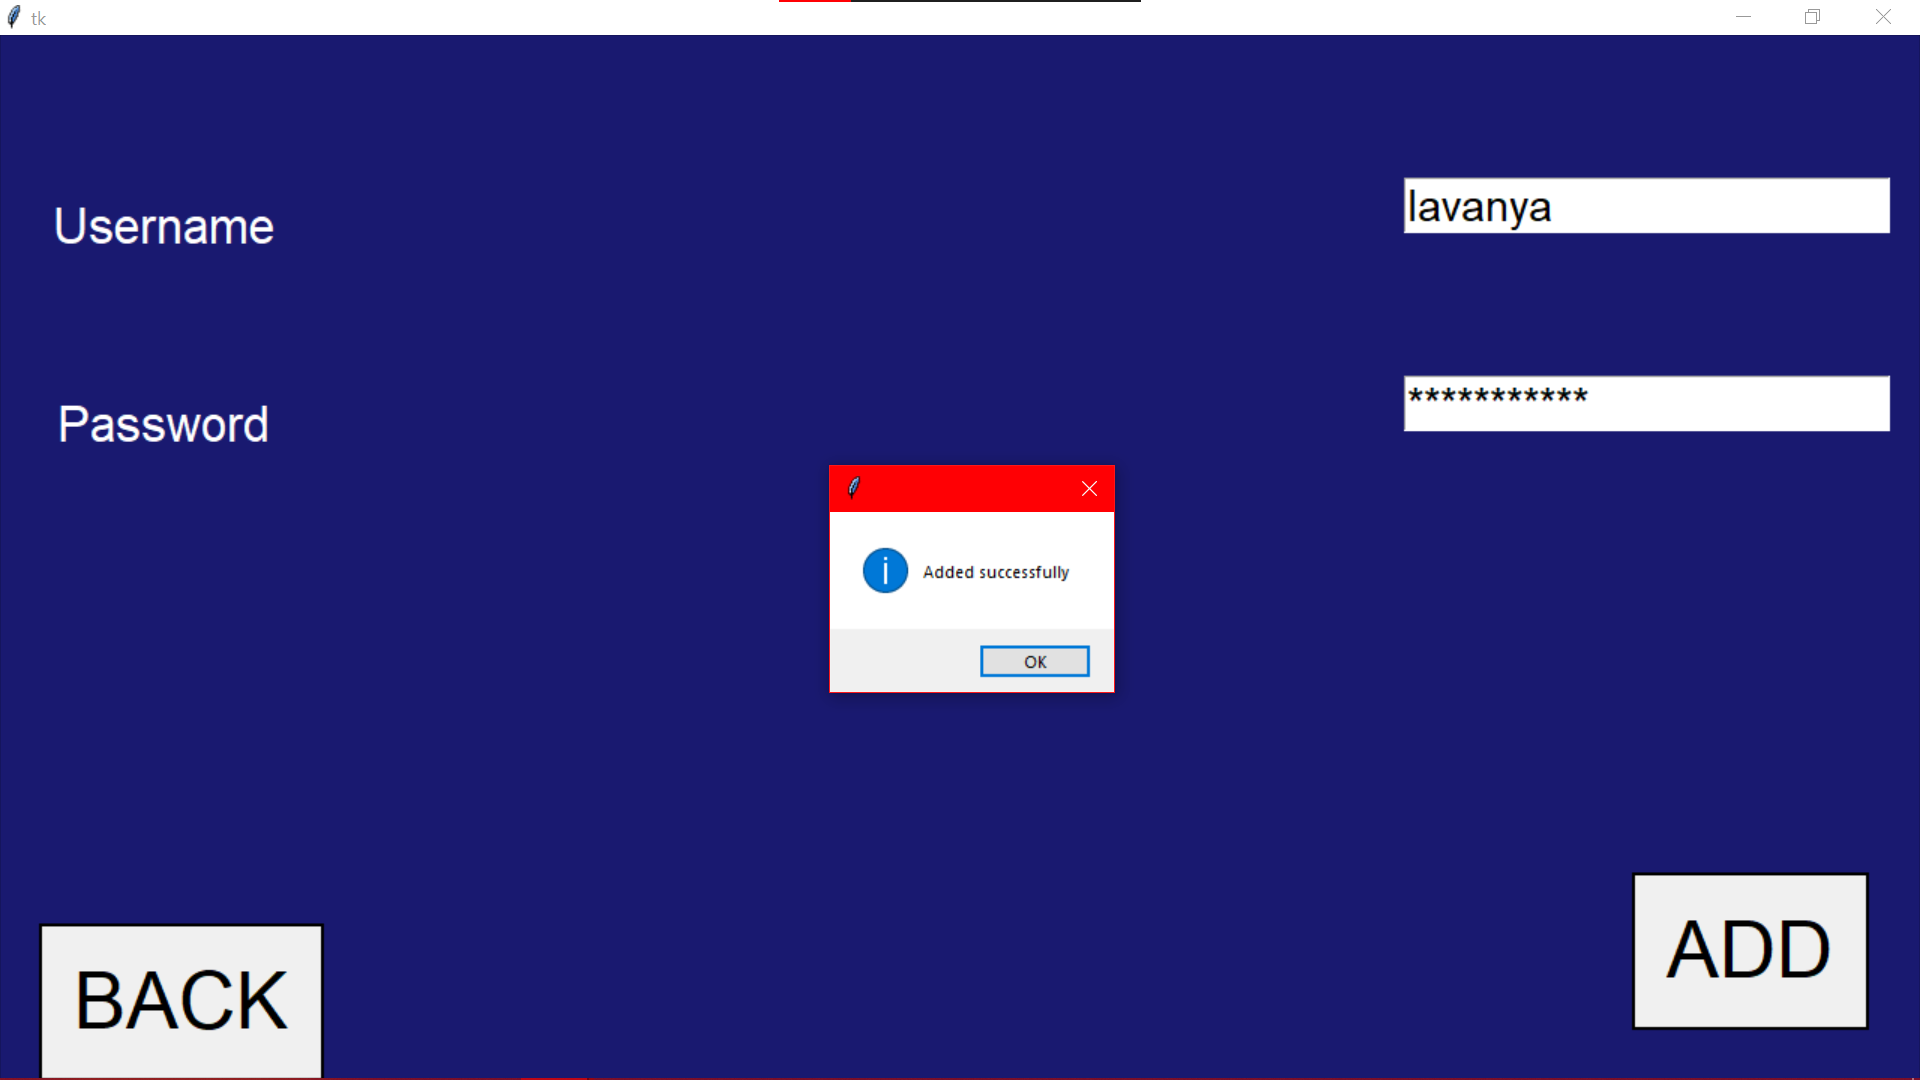 tk
Username
lavanya
Password
***********
Added successfully
OK
ADD
BACK